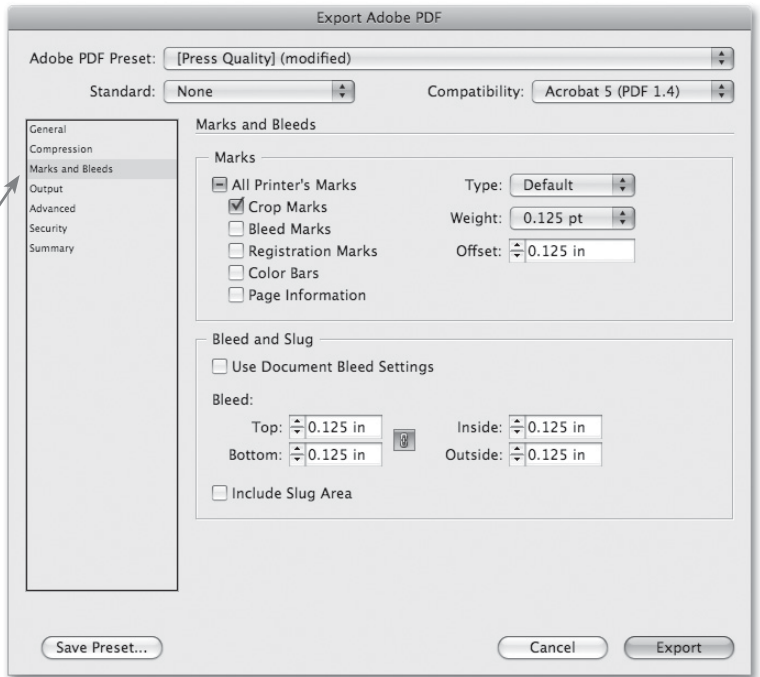 Export Adobe PDF
Adobe PDF Preset: [Press Quality] (modified)
Standard: None Compatibility: Acrobat 5 (PDF 1.4)
General
Compression
Marks and Bleeds
Output
Advanced
Security
Summary
Marks and Bleeds
Marks
All Printer's Marks
Crop Marks
Bleed Marks
Registration Marks
Color Bars
Page Information
Type: Default
Weight: 0.125 pt
Offset: 0.125 in
Bleed and Slug
Use Document Bleed Settings
Bleed:
Top: 0.125 in Inside: 0.125 in
Bottom: 0.125 in Outside: 0.125 in
Include Slug Area
Save Preset... Cancel Export